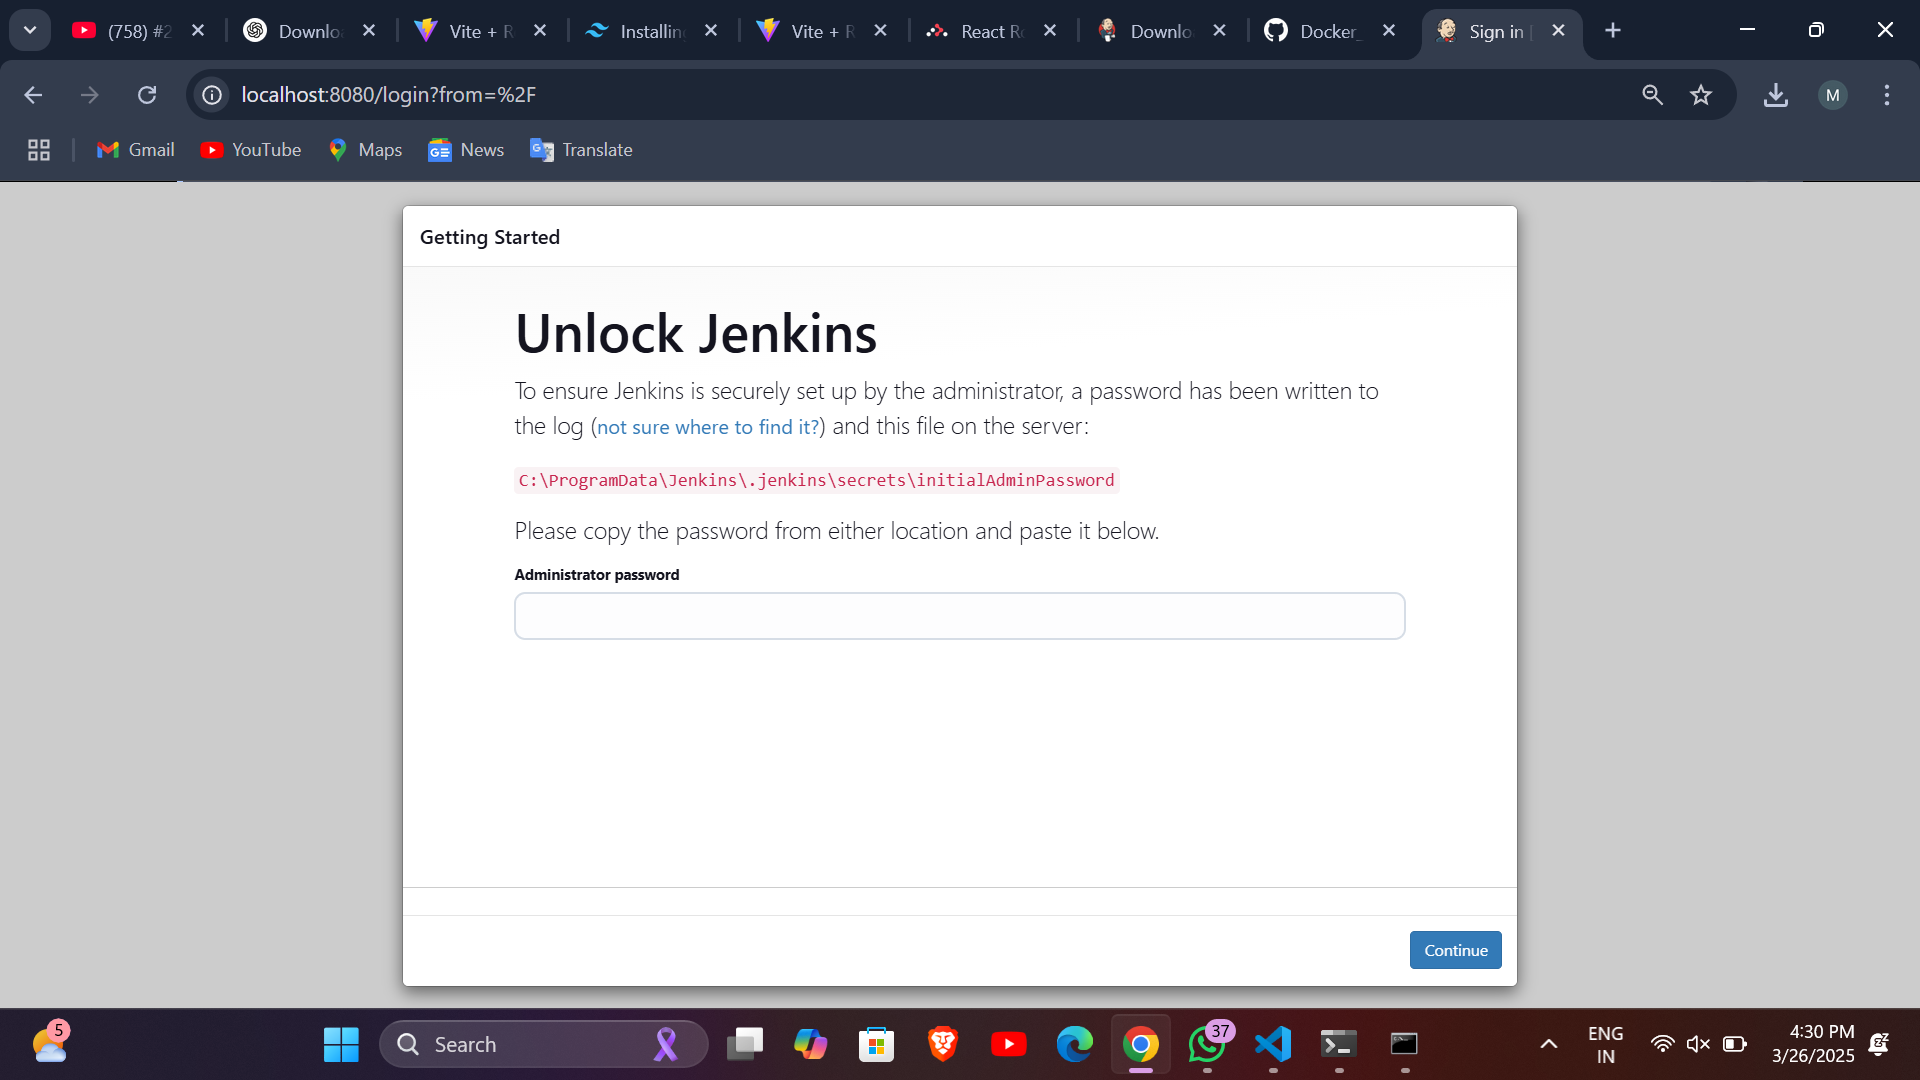 (758) #2
Downlo
Vite + R
Installin
Vite + R
React Ro
Downlo
Docker_
Sign in [
localhost:8080/login?from=%2F
M
Gmail
YouTube
Maps
News
Translate
Getting Started
Unlock Jenkins
To ensure Jenkins is securely set up by the administrator, a password has been written to
the log (not sure where to find it?) and this file on the server:
C:\ProgramData\Jenkins\.jenkins\secrets\initialAdminPassword
Please copy the password from either location and paste it below.
Administrator password
Continue
5
Search
37
ENG
IN
4:30 PM
3/26/2025